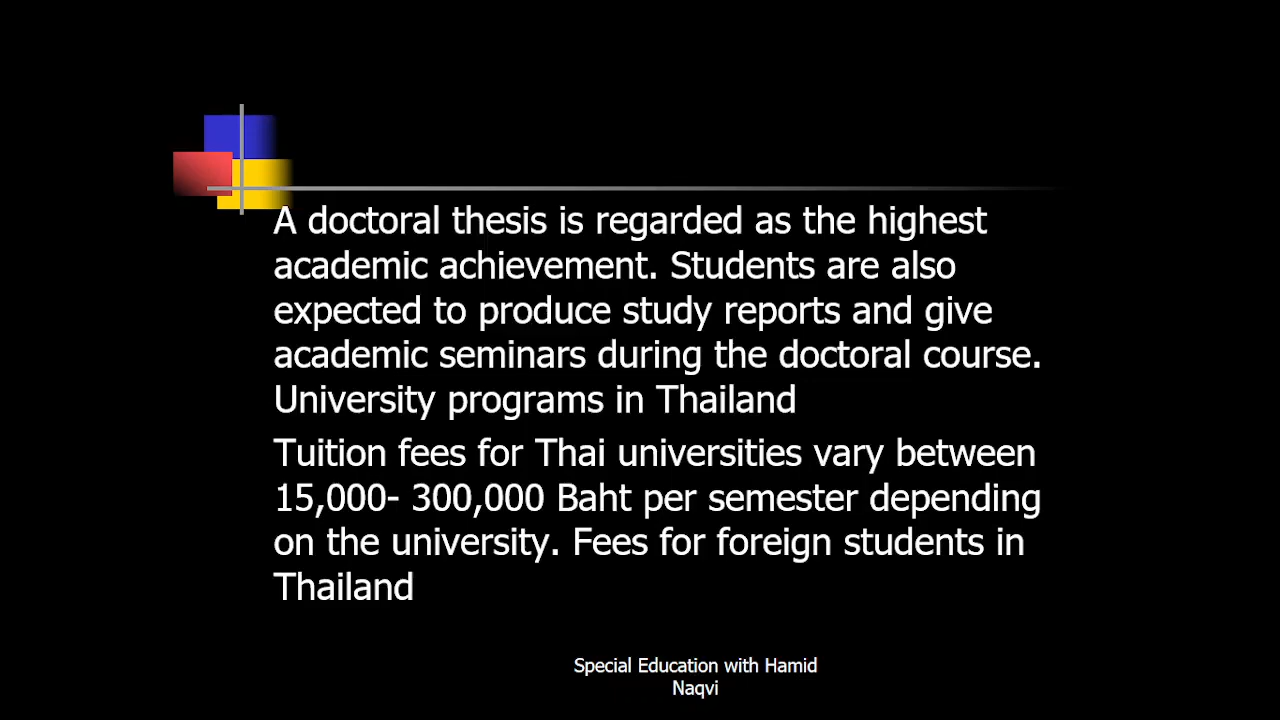 A doctoral thesis is regarded as the highest
academic achievement. Students are also
expected to produce study reports and give
academic seminars during the doctoral course.
University programs in Thailand
Tuition fees for Thai universities vary between
15,000- 300,000 Baht per semester depending
on the university. Fees for foreign students in
Thailand
Special Education with Hamid
Naqvi